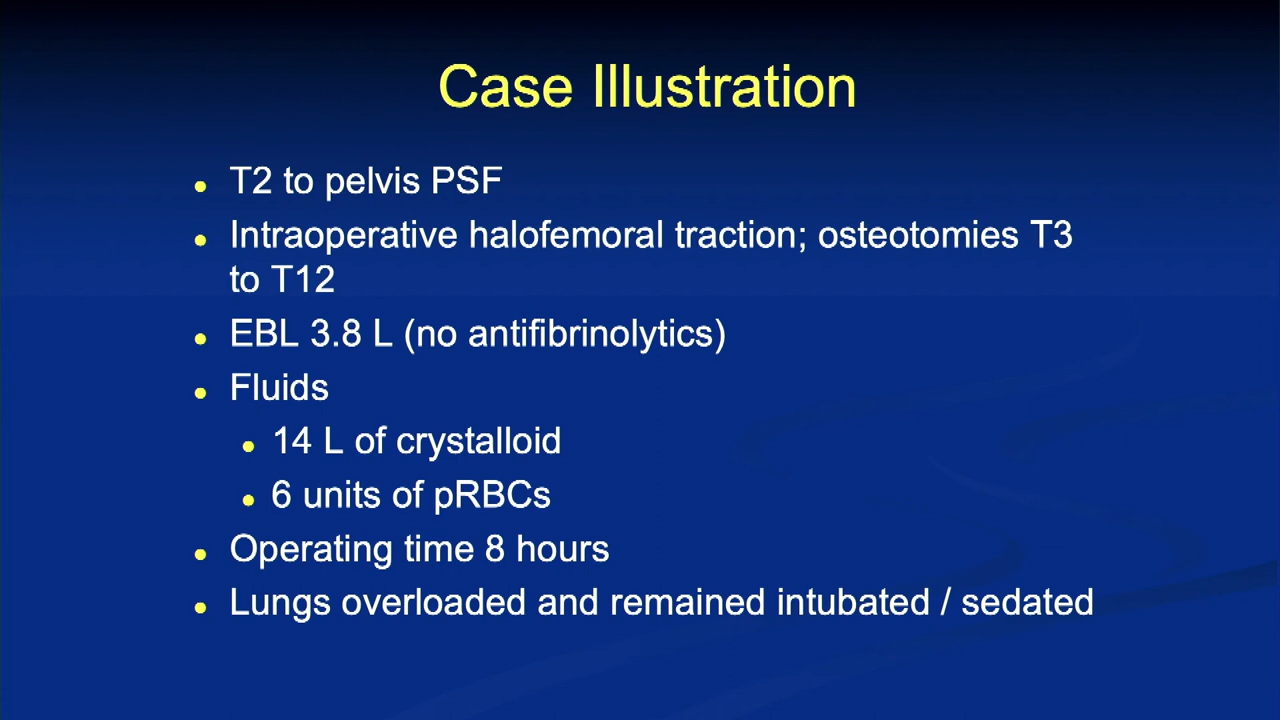 Case Illustration
T2 to pelvis PSF
Intraoperative halofemoral traction; osteotomies T3
to T12
EBL 3.8 L (no antifibrinolytics)
Fluids
14 L of crystalloid
6 units of pRBCs
Operating time 8 hours
Lungs overloaded and remained intubated / sedated